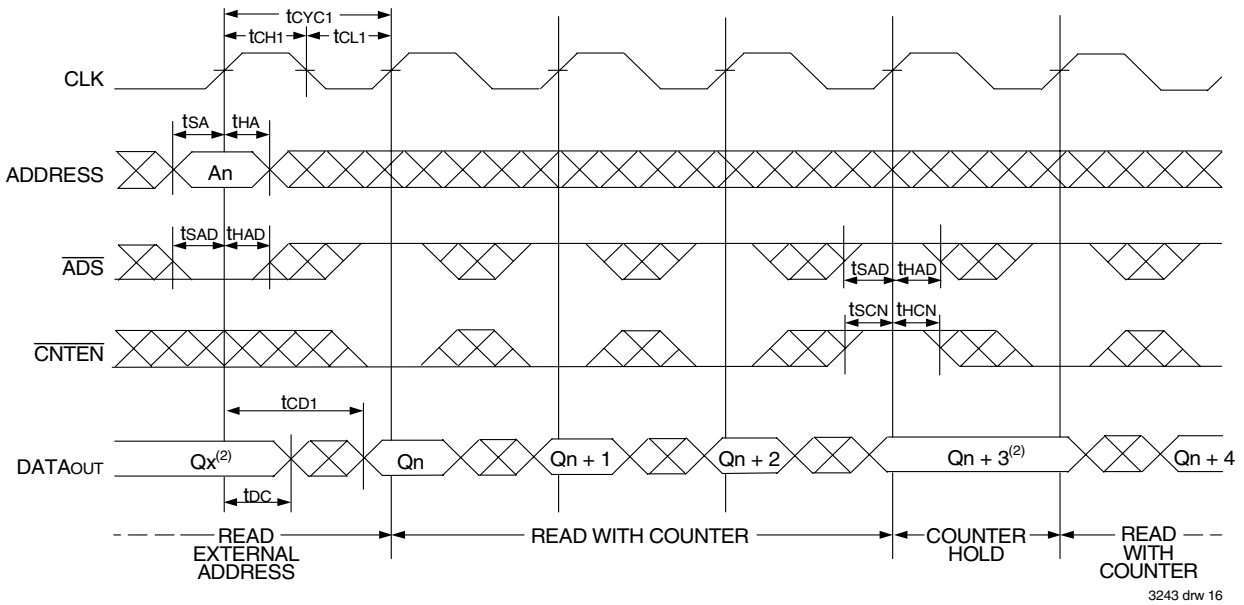 tCYC1
tCH1 tCL1
CLK
tSA tHA
ADDRESS An
tSAD tHAD
ADS
tSAD tHAD
tSCN tHCN
CNTEN
tCD1
DATAOUT Qx(2) Qn Qn + 1 Qn + 2 Qn + 3(2) Qn + 4
tDC
READ EXTERNAL ADDRESS
READ WITH COUNTER
COUNTER HOLD
READ WITH COUNTER
3243 drw 16